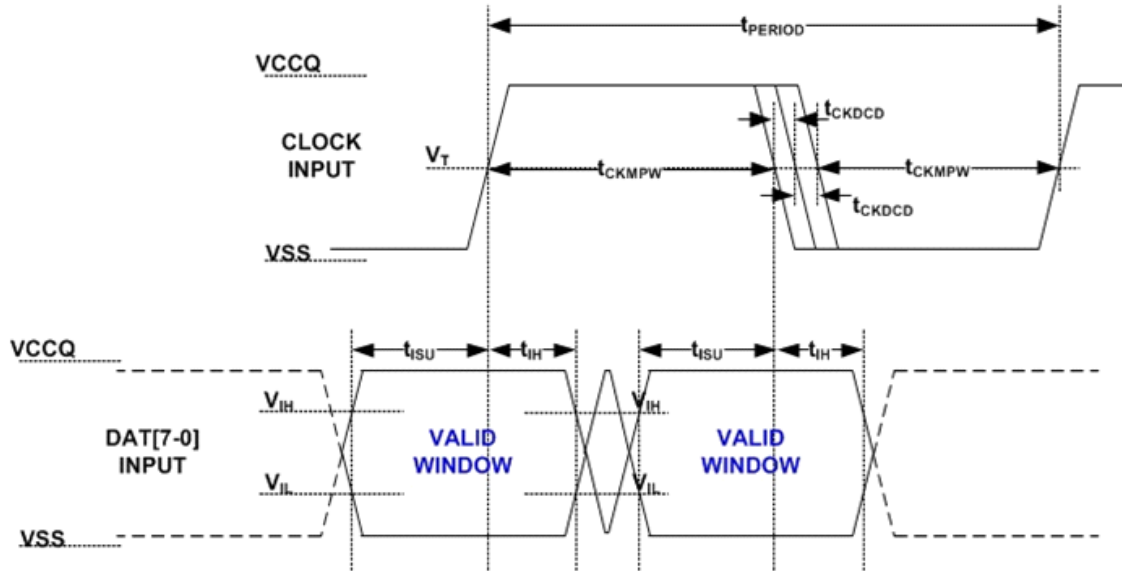 tPERIOD
VCCQ
tCKDCD
CLOCK
INPUT
VT
tCKMPW
tCKMPW
tCKDCD
VSS
VCCQ
tISU
tIH
tISU
tIH
VIH
VIH
DAT[7-0]
INPUT
VALID
WINDOW
VALID
WINDOW
VIL
VIL
VSS